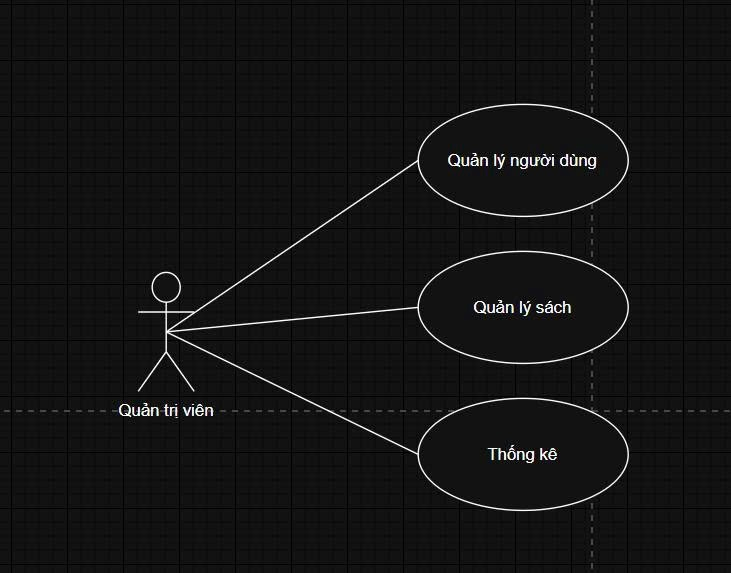 Quản lý người dùng
Quản lý sách
Quản trị viên
Thống kê